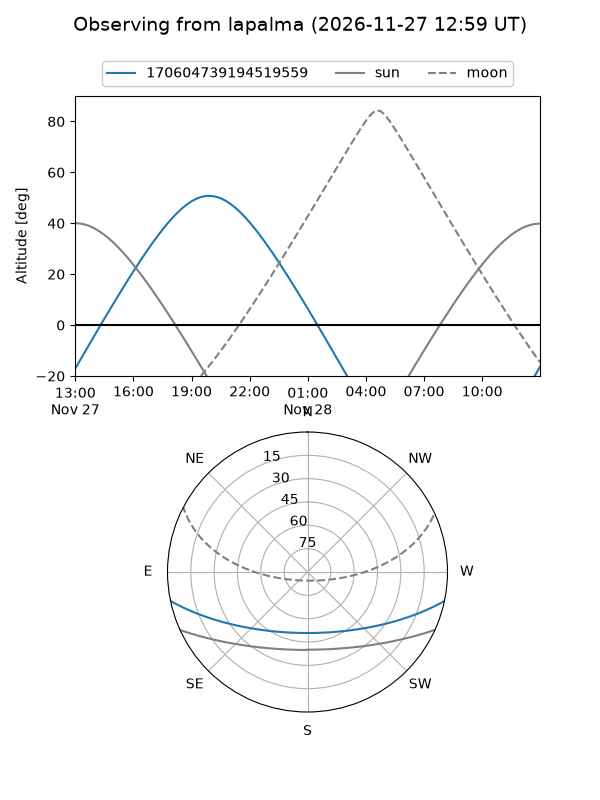 Observing from lapalma (2026-11-27 12:59 UT)
170604739194519559 sun moon
Altitude [deg]
80
60
40
20
0
−20
13:00 16:00 19:00 22:00 01:00 04:00 07:00 10:00
Nov 27 Nov 28
N
NE NW
15
30
45
60
75
E W
SE SW
S